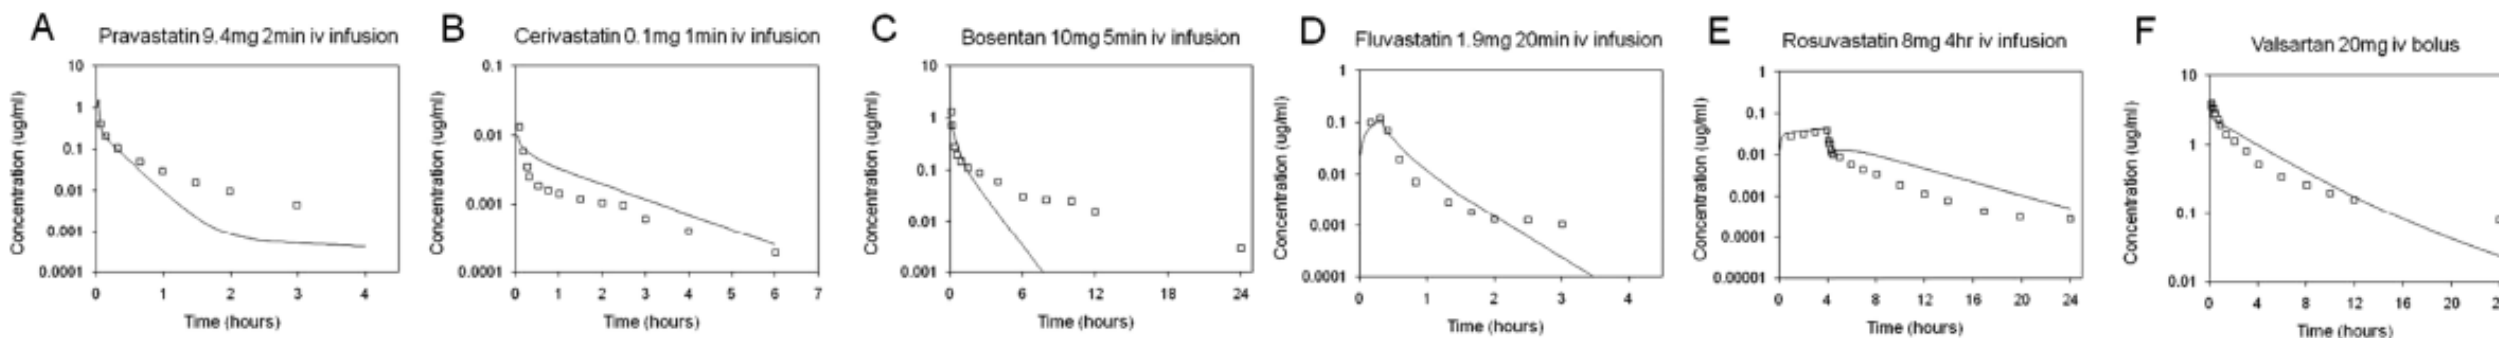 A
Pravastatin 9.4mg 2min iv infusion
Concentration (ug/ml)
10
1
0.1
0.01
0.001
0.0001
0 1 2 3 4
Time (hours)
B
Cerivastatin 0.1mg 1min iv infusion
Concentration (ug/ml)
0.1
0.01
0.001
0.0001
0 1 2 3 4 5 6 7
Time (hours)
C
Bosentan 10mg 5min iv infusion
Concentration (ug/ml)
10
1
0.1
0.01
0.001
0 6 12 18 24
Time (hours)
D
Fluvastatin 1.9mg 20min iv infusion
Concentration (ug/ml)
1
0.1
0.01
0.001
0.0001
0 1 2 3 4
Time (hours)
E
Rosuvastatin 8mg 4hr iv infusion
Concentration (ug/ml)
1
0.1
0.01
0.001
0.0001
0.00001
0 4 8 12 16 20 24
Time (hours)
F
Valsartan 20mg iv bolus
Concentration (ug/ml)
10
1
0.1
0.01
0 4 8 12 16 20
Time (hours)